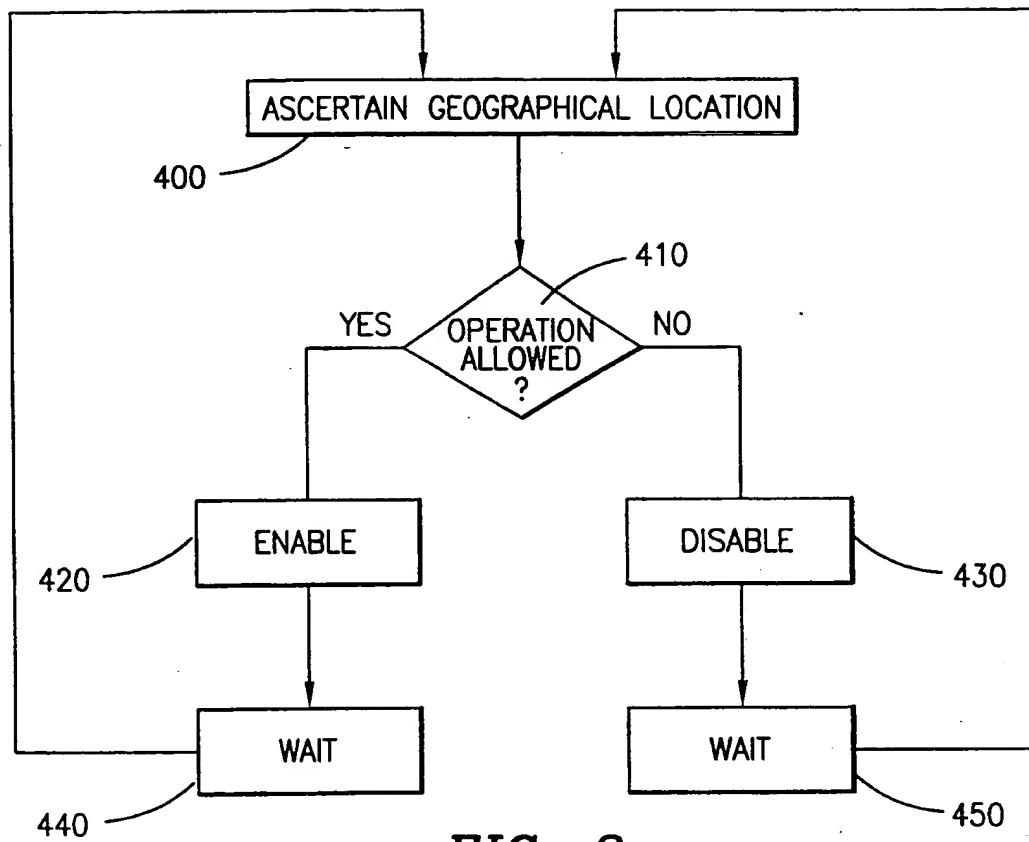 ASCERTAIN GEOGRAPHICAL LOCATION
400
410
YES
OPERATION
ALLOWED
?
NO
ENABLE
DISABLE
420
430
WAIT
WAIT
440
450